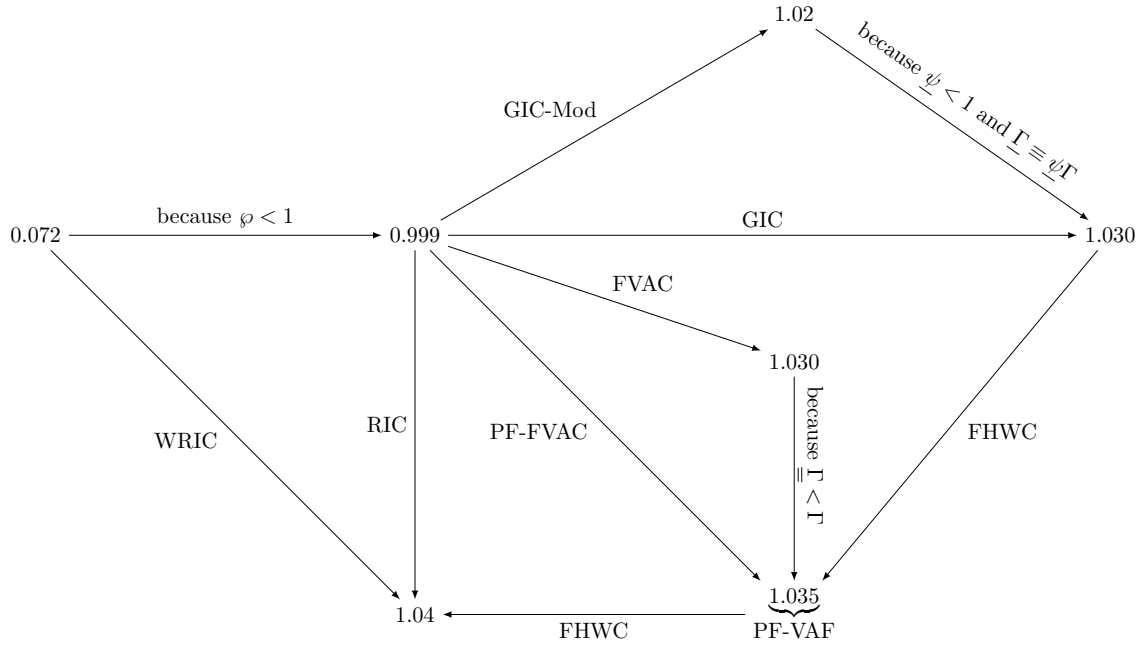 1.02
because ψ̲ < 1 and Γ̲ ≡ ψ̲Γ
GIC-Mod
0.072
because ℘ < 1
0.999
GIC
1.030
FVAC
1.030
because Γ̳ < Γ
WRIC
RIC
PF-FVAC
FHWC
1.035
PF-VAF
1.04
FHWC